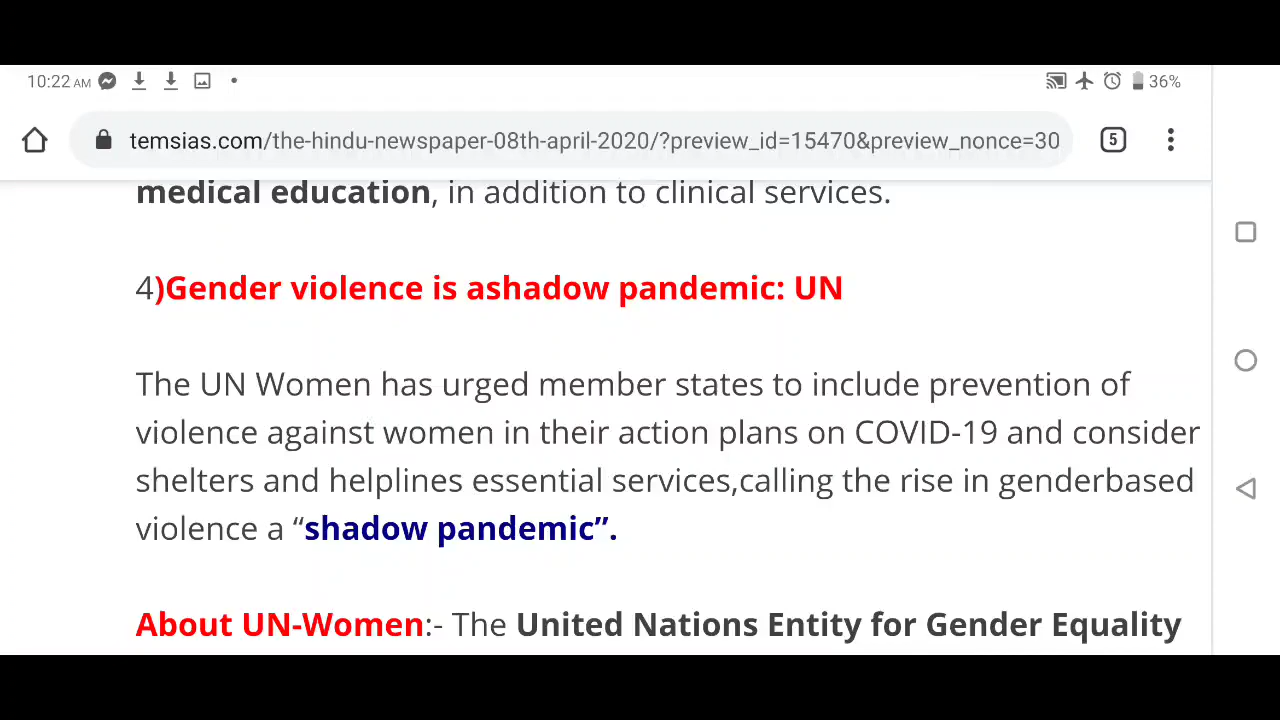 10:22 AM 36%
temsias.com/the-hindu-newspaper-08th-april-2020/?preview_id=15470&preview_nonce=30
5
medical education, in addition to clinical services.
4)Gender violence is ashadow pandemic: UN
The UN Women has urged member states to include prevention of
violence against women in their action plans on COVID-19 and consider
shelters and helplines essential services,calling the rise in genderbased
violence a “shadow pandemic”.
About UN-Women:- The United Nations Entity for Gender Equality